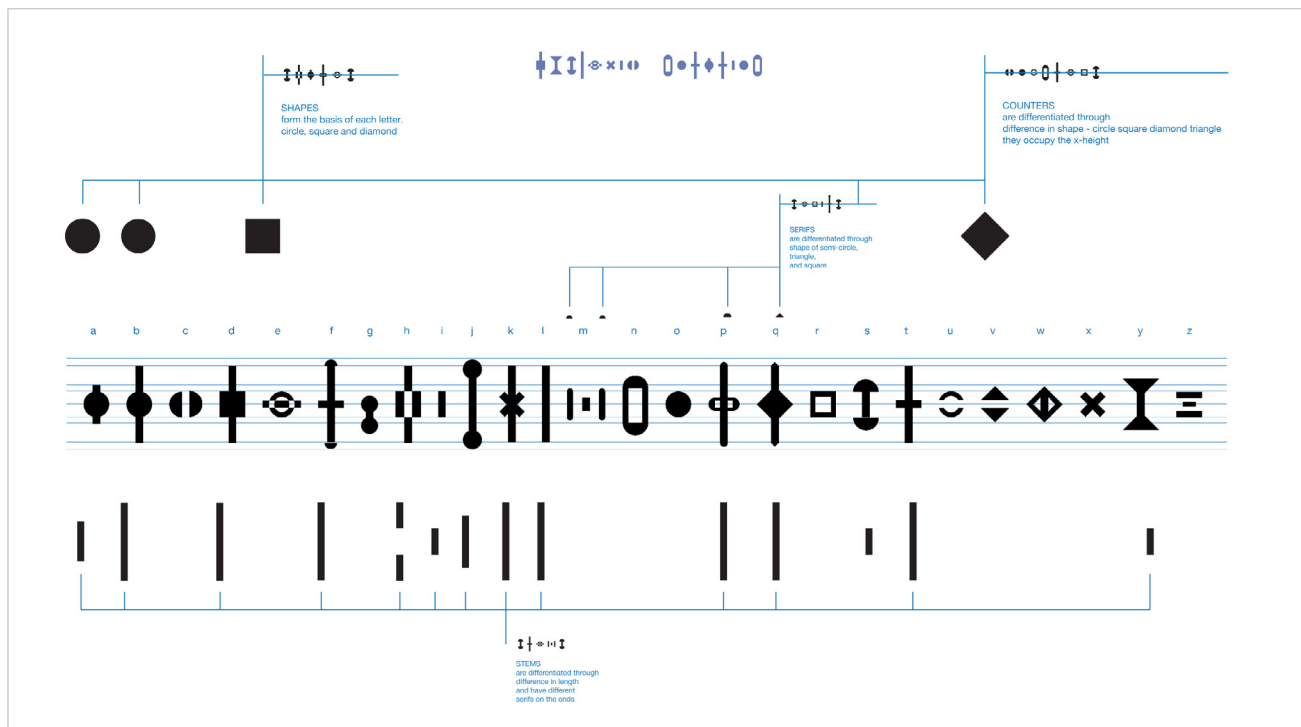 SHAPES
form the basis of each letter.
circle, square and diamond
COUNTERS
are differentiated through
difference in shape - circle square diamond triangle
they occupy the x-height
SERIFS
are differentiated through
shape of semi-circle,
triangle,
and square
a b c d e f g h i j k l m n o p q r s t u v w x y z
STEMS
are differentiated through
difference in length
and have different
serifs on the ends